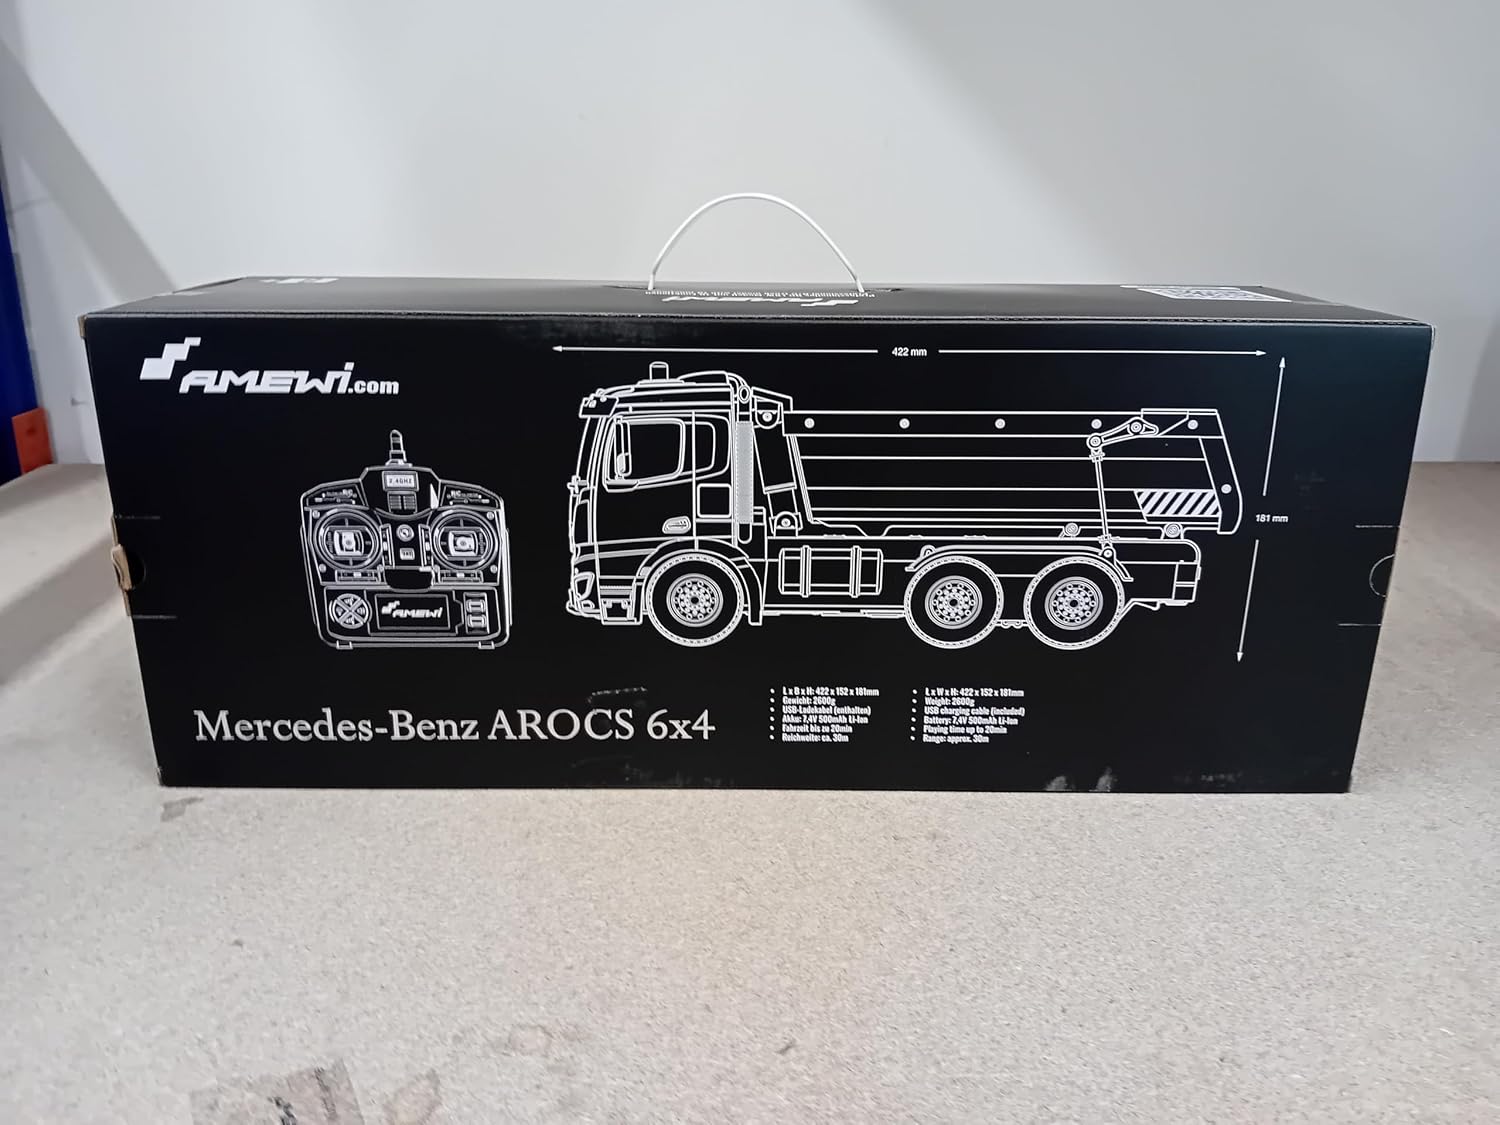 AMEWI.com
422 mm
2.4GHZ
181 mm
AMEWI
Mercedes-Benz AROCS 6x4
• L x B x H: 422 x 152 x 181mm
• Gewicht: 2600g
• USB-Ladekabel (enthalten)
• Akku: 7,4V 500mAh Li-Ion
• Fahrzeit bis zu 20min
• Reichweite: ca. 30m
• L x W x H: 422 x 152 x 181mm
• Weight: 2600g
• USB charging cable (included)
• Battery: 7,4V 500mAh Li-Ion
• Playing time up to 20min
• Range: approx. 30m